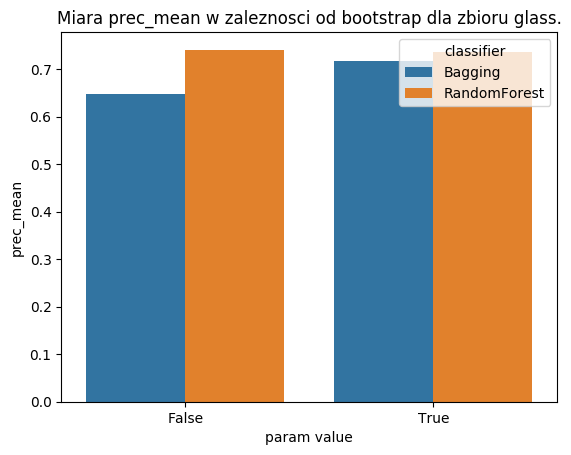 Miara prec_mean w zaleznosci od bootstrap dla zbioru glass.
classifier
Bagging
RandomForest
prec_mean
0.7
0.6
0.5
0.4
0.3
0.2
0.1
0.0
False True
param value